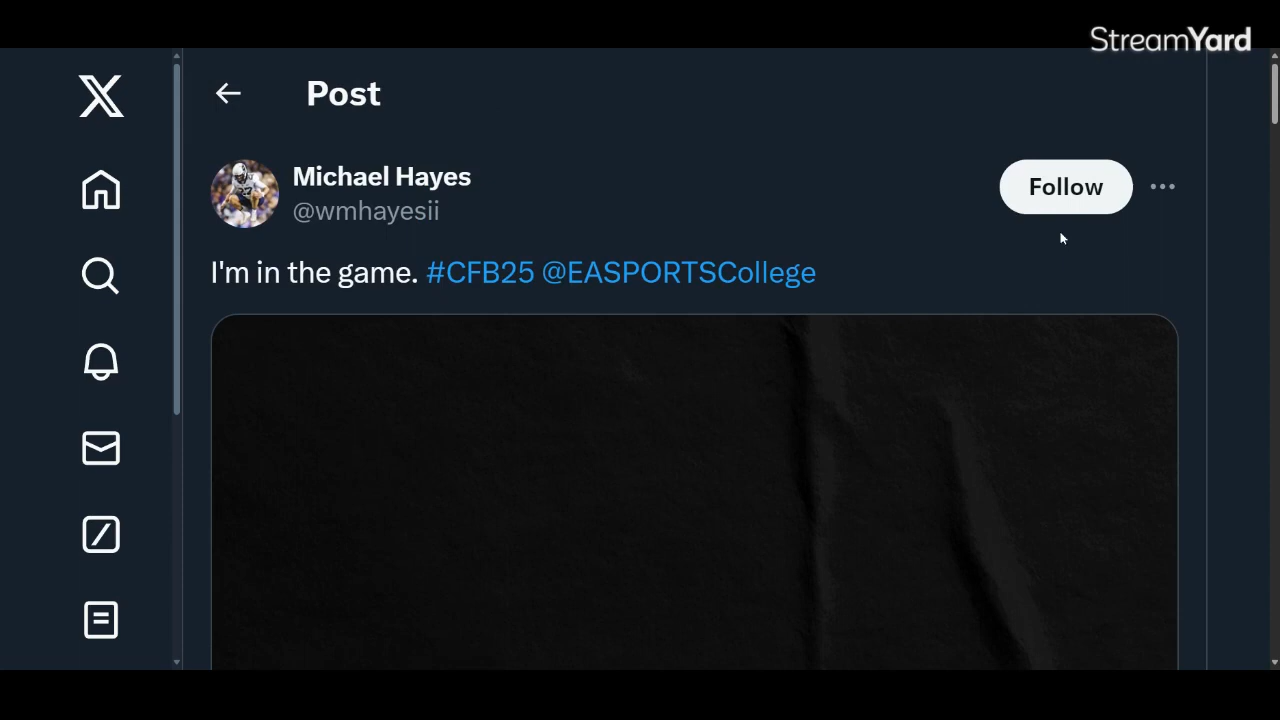 StreamYard
Post
Michael Hayes
@wmhayesii
Follow
I'm in the game. #CFB25 @EASPORTSCollege